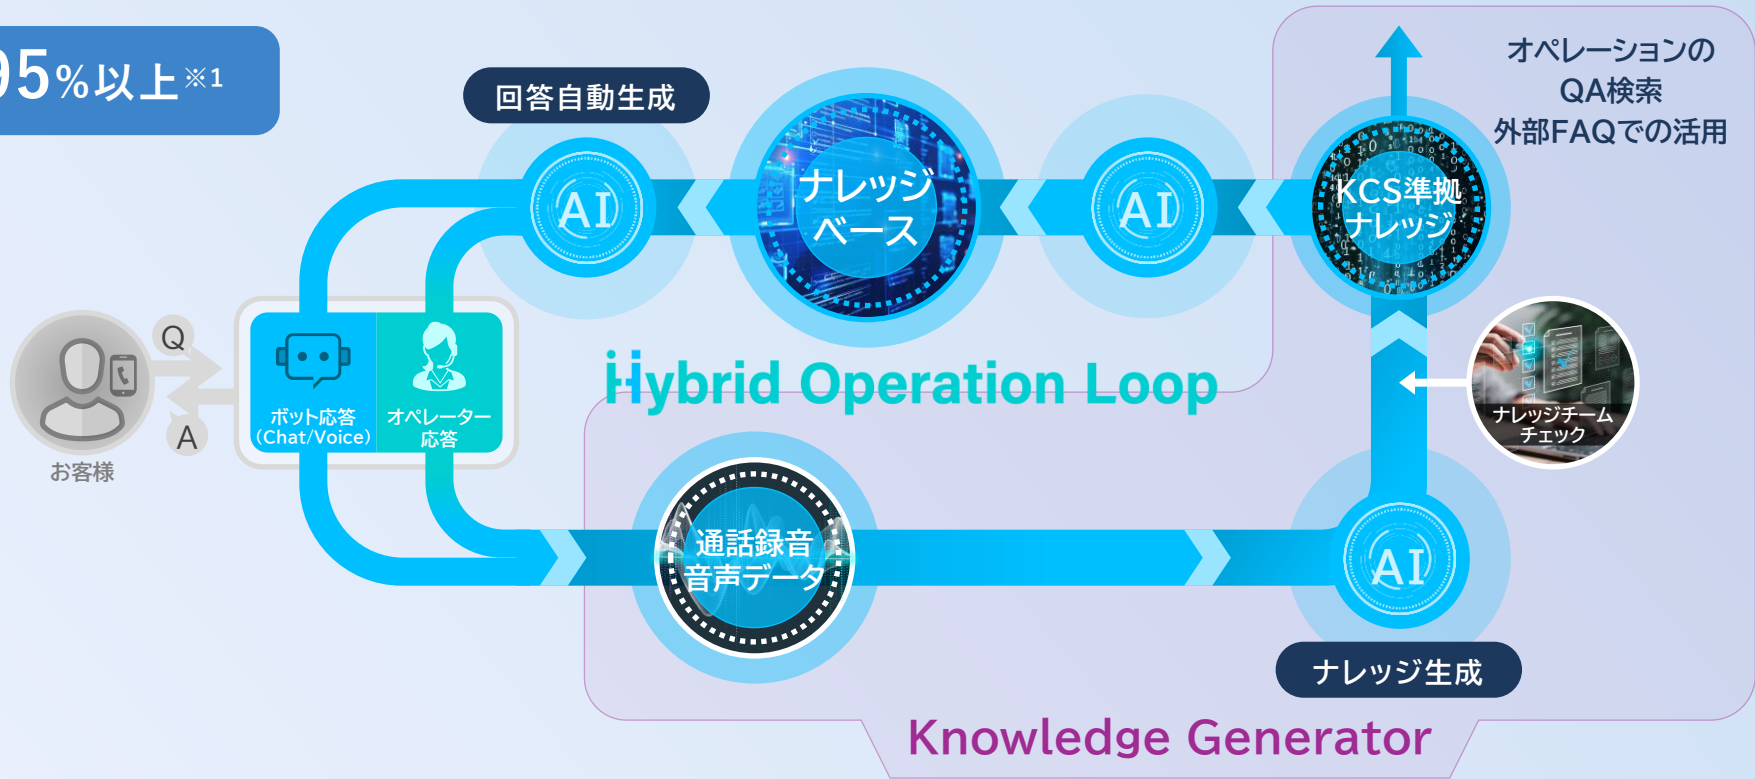 95%以上※1
回答自動生成
オペレーションの
QA検索
外部FAQでの活用
AI
ナレッジ
ベース
AI
KCS準拠
ナレッジ
Q
A
お客様
ボット応答
(Chat/Voice)
オペレーター
応答
Hybrid Operation Loop
ナレッジチーム
チェック
通話録音
音声データ
AI
ナレッジ生成
Knowledge Generator